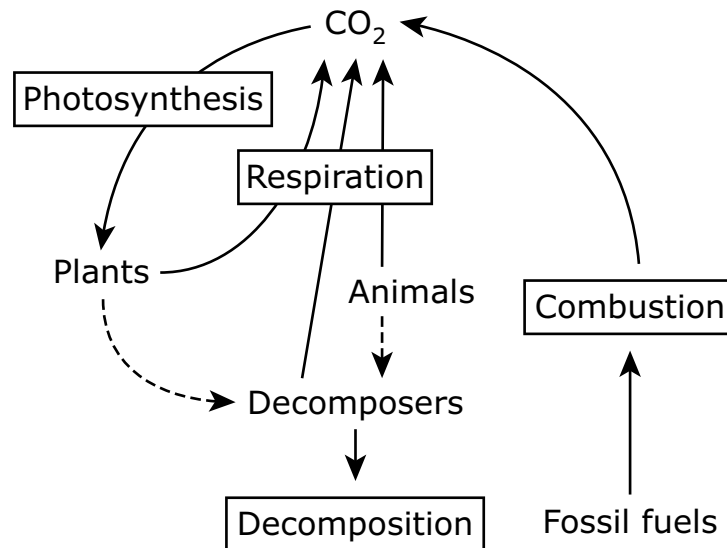 CO₂
Photosynthesis
Respiration
Plants
Animals
Combustion
Decomposers
Decomposition
Fossil fuels